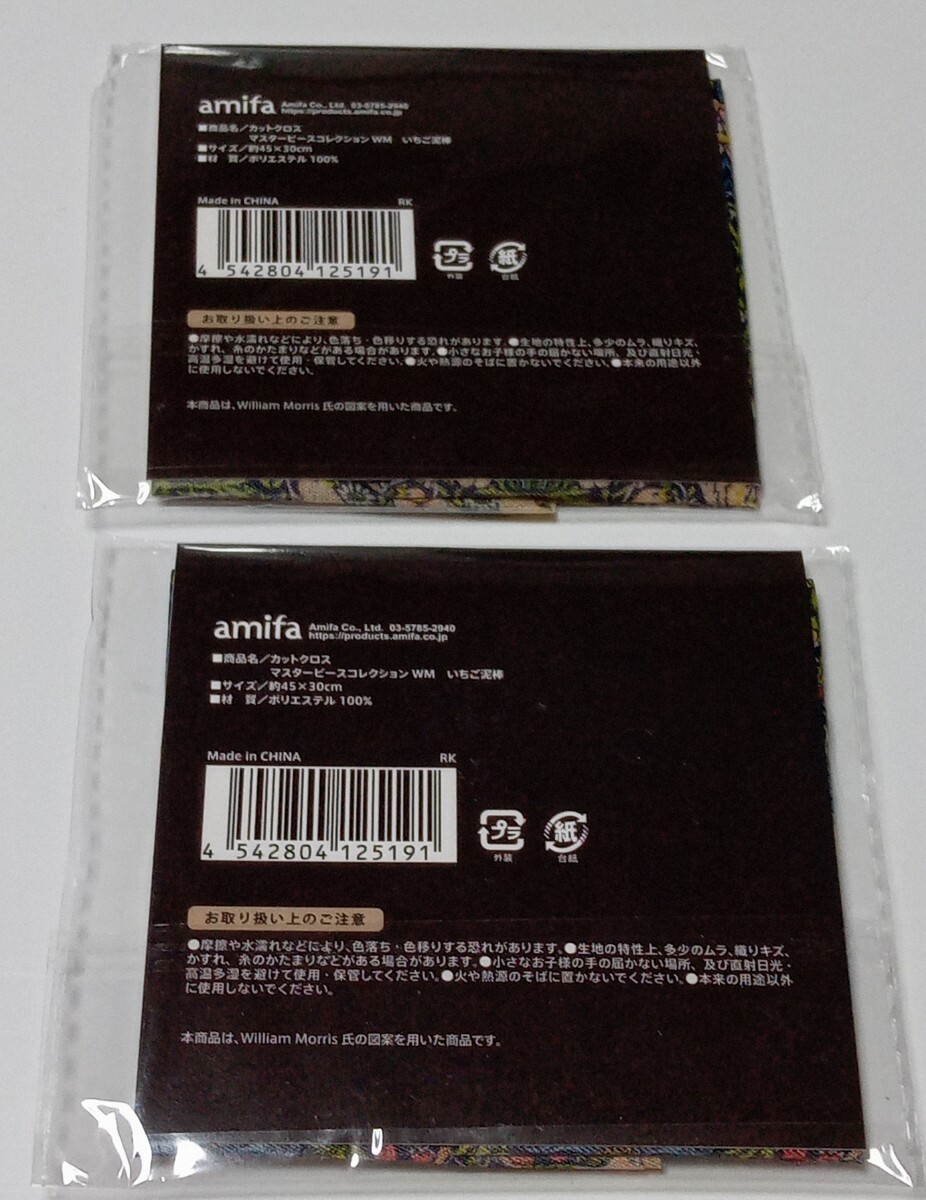 amifa Amifa Co., Ltd. 03-5785-2940
https://products.amifa.co.jp
■商品名／カットクロス
マスターピースコレクション WM いちご泥棒
■サイズ／約45×30cm
■材 質／ポリエステル 100%
Made in CHINA RK
4 542804 125191
プラ 外装
紙 台紙
お取り扱い上のご注意
●摩擦や水濡れなどにより、色落ち・色移りする恐れがあります。●生地の特性上、多少のムラ、織りキズ、
かすれ、糸のかたまりなどがある場合があります。●小さなお子様の手の届かない場所、及び直射日光・
高温多湿を避けて使用・保管してください。●火や熱源のそばに置かないでください。●本来の用途以外
に使用しないでください。
本商品は、William Morris 氏の図案を用いた商品です。
amifa Amifa Co., Ltd. 03-5785-2940
https://products.amifa.co.jp
■商品名／カットクロス
マスターピースコレクション WM いちご泥棒
■サイズ／約45×30cm
■材 質／ポリエステル 100%
Made in CHINA RK
4 542804 125191
プラ 外装
紙 台紙
お取り扱い上のご注意
●摩擦や水濡れなどにより、色落ち・色移りする恐れがあります。●生地の特性上、多少のムラ、織りキズ、
かすれ、糸のかたまりなどがある場合があります。●小さなお子様の手の届かない場所、及び直射日光・
高温多湿を避けて使用・保管してください。●火や熱源のそばに置かないでください。●本来の用途以外
に使用しないでください。
本商品は、William Morris 氏の図案を用いた商品です。